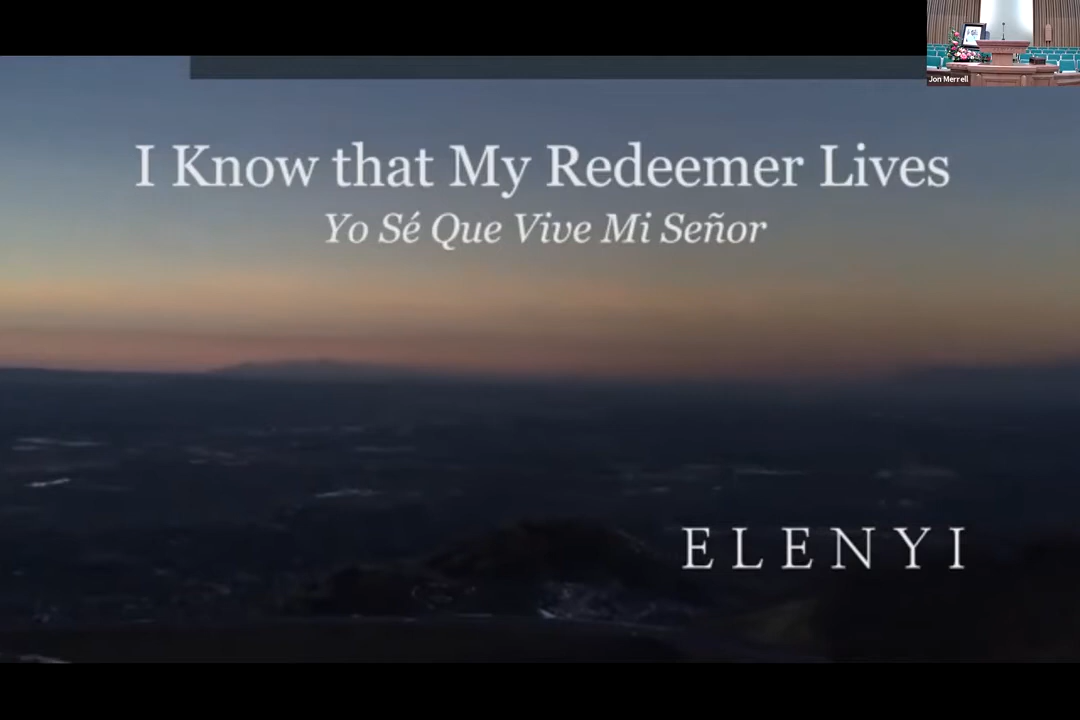 Jon Merrell
I Know that My Redeemer Lives
Yo Sé Que Vive Mi Señor
ELENYI